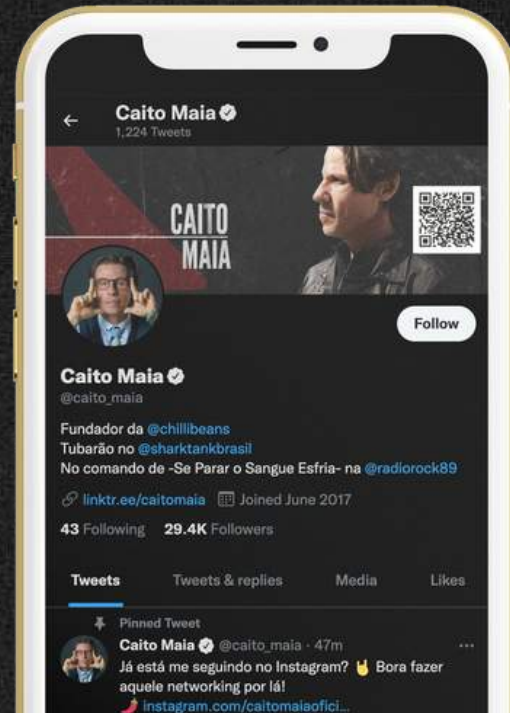 Caito Maia
1,224 Tweets
CAITO
MAIA
Follow
Caito Maia
@caito_maia
Fundador da @chillibeans
Tubarão no @sharktankbrasil
No comando de -Se Parar o Sangue Esfria- na @radiorock89
linktr.ee/caitomaia Joined June 2017
43 Following 29.4K Followers
Tweets Tweets & replies Media Likes
Pinned Tweet
Caito Maia @caito_maia · 47m
Já está me seguindo no Instagram? 🤘 Bora fazer
aquele networking por lá!
🌶️ instagram.com/caitomaiaofici...